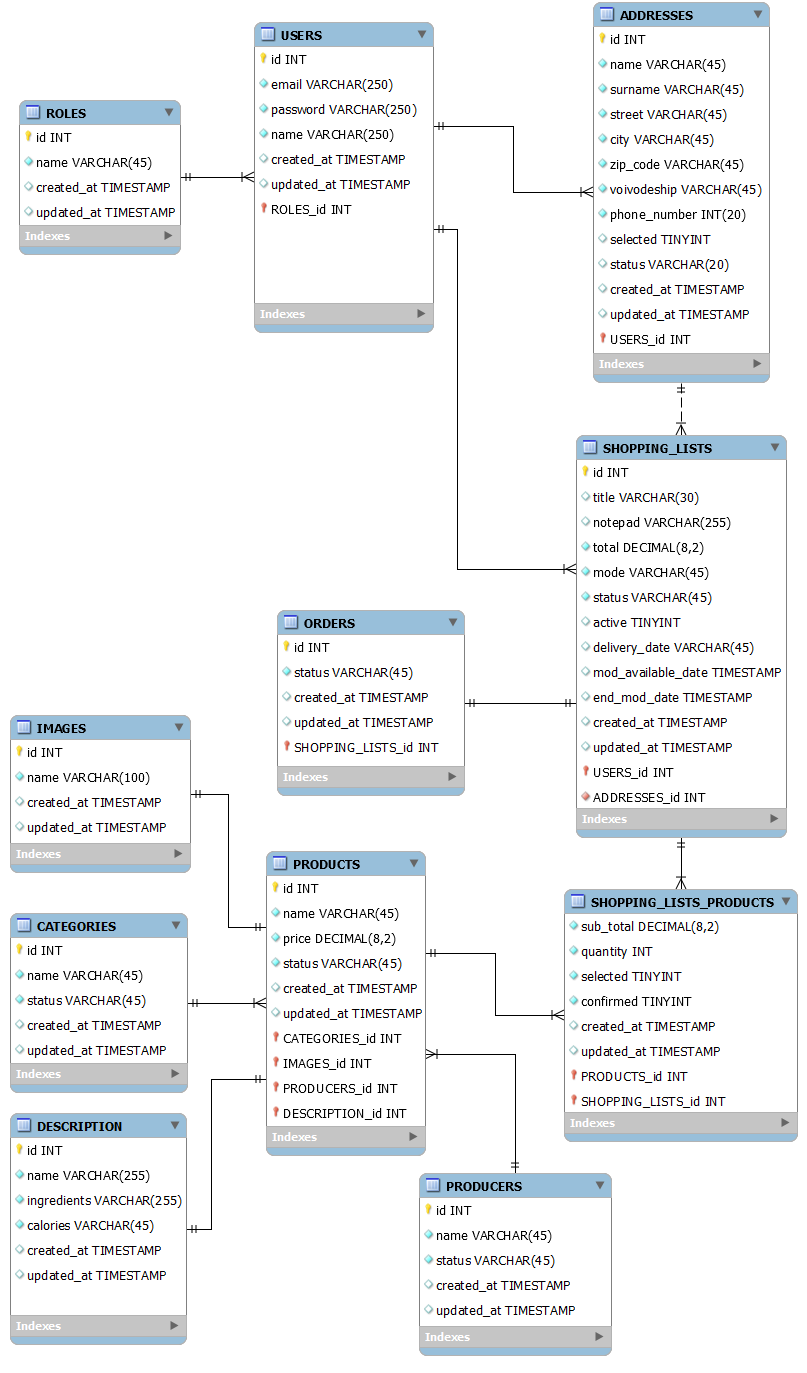 USERS
id INT
email VARCHAR(250)
password VARCHAR(250)
name VARCHAR(250)
created_at TIMESTAMP
updated_at TIMESTAMP
ROLES_id INT
Indexes
ADDRESSES
id INT
name VARCHAR(45)
surname VARCHAR(45)
street VARCHAR(45)
city VARCHAR(45)
zip_code VARCHAR(45)
voivodeship VARCHAR(45)
phone_number INT(20)
selected TINYINT
status VARCHAR(20)
created_at TIMESTAMP
updated_at TIMESTAMP
USERS_id INT
Indexes
ROLES
id INT
name VARCHAR(45)
created_at TIMESTAMP
updated_at TIMESTAMP
Indexes
SHOPPING_LISTS
id INT
title VARCHAR(30)
notepad VARCHAR(255)
total DECIMAL(8,2)
mode VARCHAR(45)
status VARCHAR(45)
active TINYINT
delivery_date VARCHAR(45)
mod_available_date TIMESTAMP
end_mod_date TIMESTAMP
created_at TIMESTAMP
updated_at TIMESTAMP
USERS_id INT
ADDRESSES_id INT
Indexes
ORDERS
id INT
status VARCHAR(45)
created_at TIMESTAMP
updated_at TIMESTAMP
SHOPPING_LISTS_id INT
Indexes
IMAGES
id INT
name VARCHAR(100)
created_at TIMESTAMP
updated_at TIMESTAMP
Indexes
PRODUCTS
id INT
name VARCHAR(45)
price DECIMAL(8,2)
status VARCHAR(45)
created_at TIMESTAMP
updated_at TIMESTAMP
CATEGORIES_id INT
IMAGES_id INT
PRODUCERS_id INT
DESCRIPTION_id INT
Indexes
SHOPPING_LISTS_PRODUCTS
sub_total DECIMAL(8,2)
quantity INT
selected TINYINT
confirmed TINYINT
created_at TIMESTAMP
updated_at TIMESTAMP
PRODUCTS_id INT
SHOPPING_LISTS_id INT
Indexes
CATEGORIES
id INT
name VARCHAR(45)
status VARCHAR(45)
created_at TIMESTAMP
updated_at TIMESTAMP
Indexes
DESCRIPTION
id INT
name VARCHAR(255)
ingredients VARCHAR(255)
calories VARCHAR(45)
created_at TIMESTAMP
updated_at TIMESTAMP
Indexes
PRODUCERS
id INT
name VARCHAR(45)
status VARCHAR(45)
created_at TIMESTAMP
updated_at TIMESTAMP
Indexes